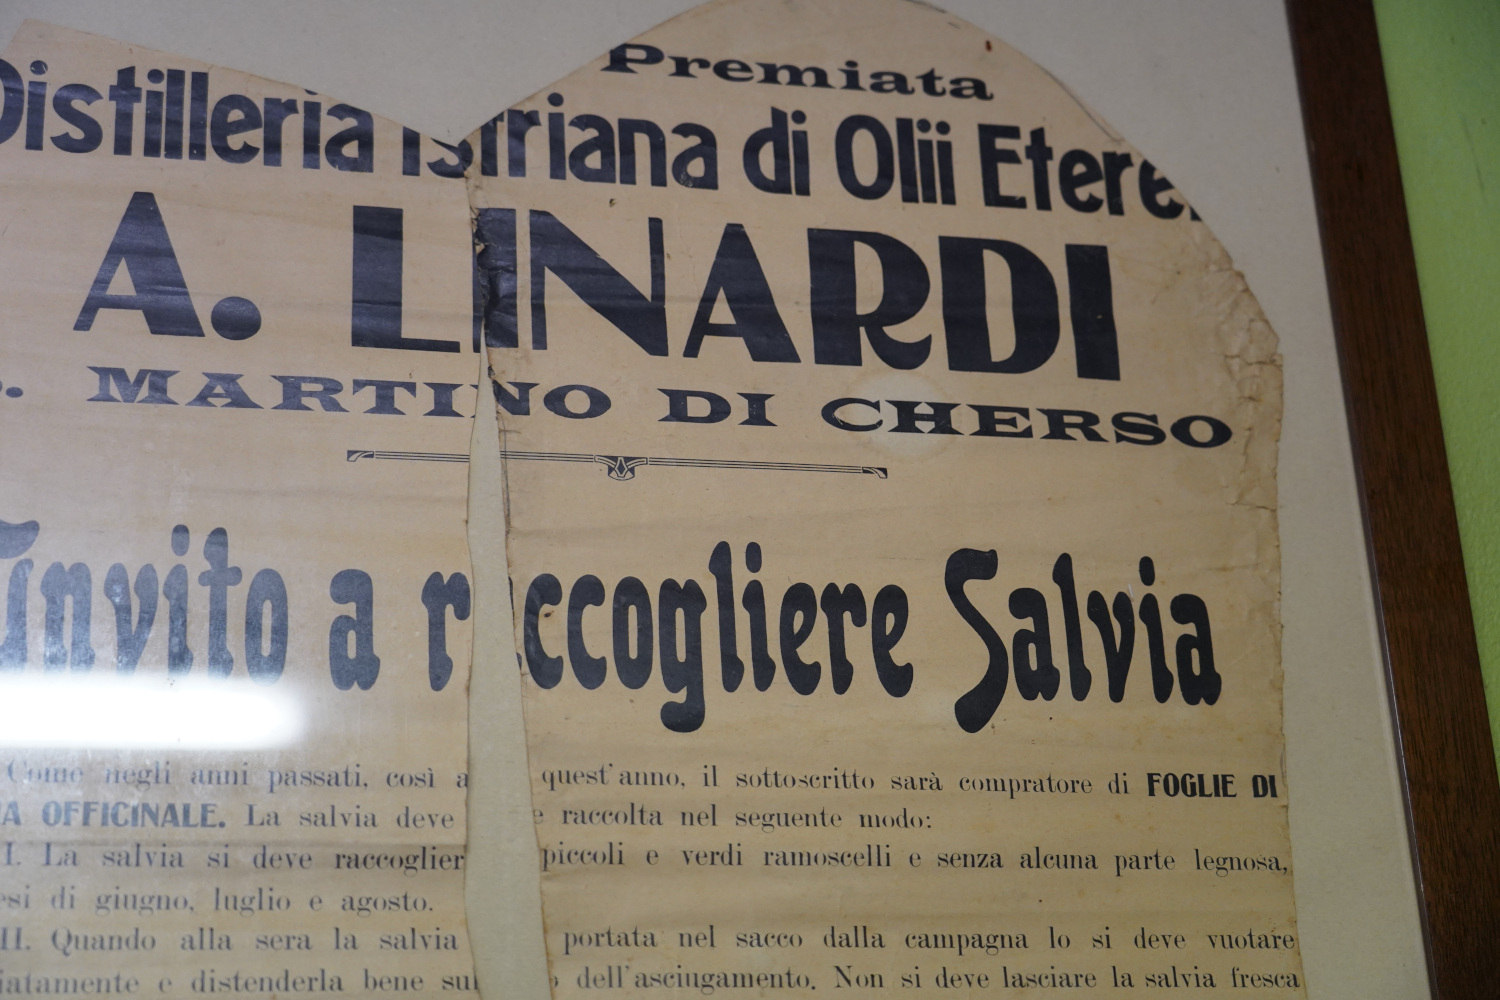 Premiata
Distilleria Istriana di Olii Eterei
A. LINARDI
S. MARTINO DI CHERSO
Invito a raccogliere Salvia
Come negli anni passati, così a quest'anno, il sottoscritto sarà compratore di FOGLIE DI
IA OFFICINALE. La salvia deve e raccolta nel seguente modo:
I. La salvia si deve raccoglier piccoli e verdi ramoscelli e senza alcuna parte legnosa,
esi di giugno, luglio e agosto.
II. Quando alla sera la salvia portata nel sacco dalla campagna lo si deve vuotare
iatamente e distenderla bene sul dell'asciugamento. Non si deve lasciare la salvia fresca